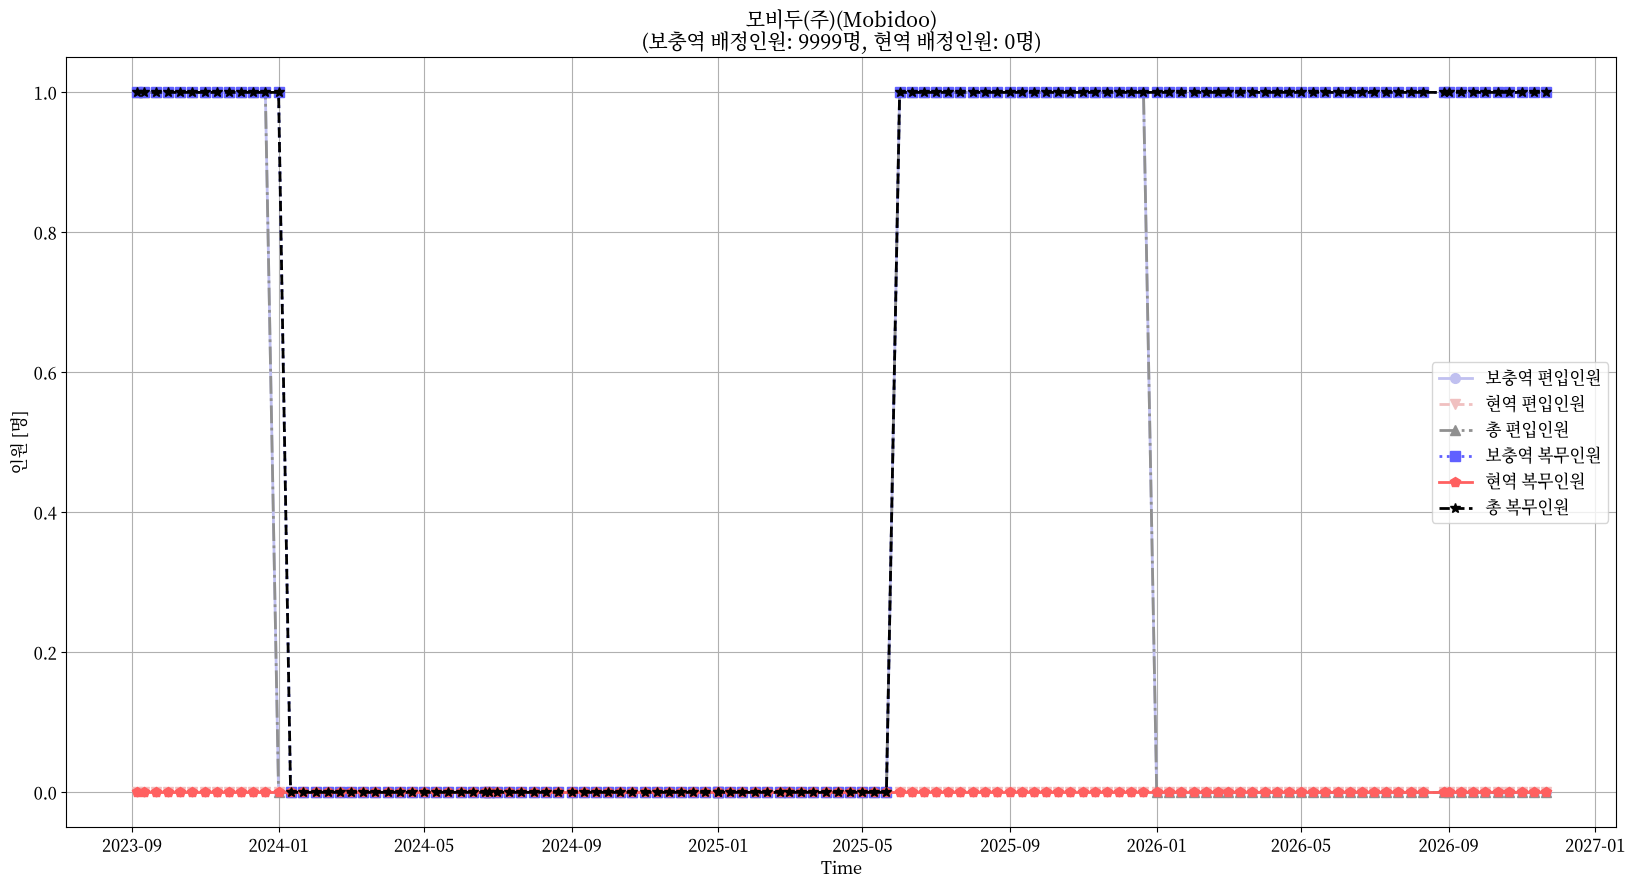 모비두(주)(Mobidoo)
(보충역 배정인원: 9999명, 현역 배정인원: 0명)
인원 [명]
1.0
0.8
0.6
0.4
0.2
0.0
보충역 편입인원
현역 편입인원
총 편입인원
보충역 복무인원
현역 복무인원
총 복무인원
2023-09 2024-01 2024-05 2024-09 2025-01 2025-05 2025-09 2026-01 2026-05 2026-09 2027-01
Time